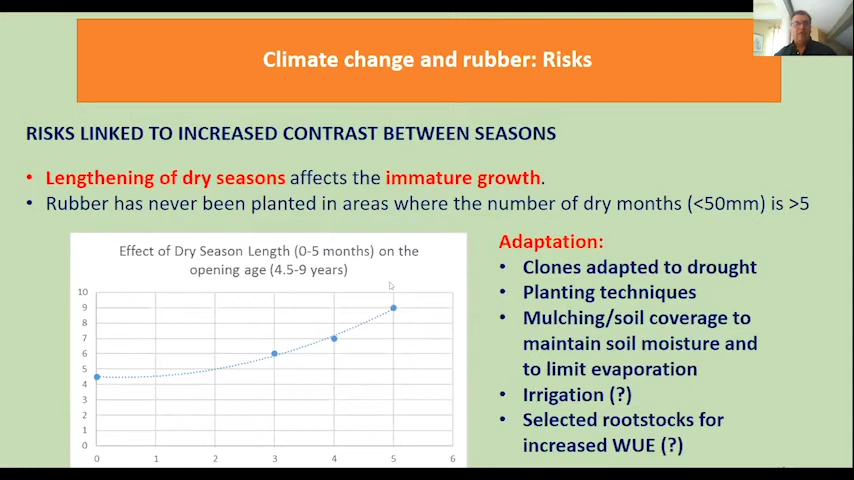 Climate change and rubber: Risks
RISKS LINKED TO INCREASED CONTRAST BETWEEN SEASONS
• Lengthening of dry seasons affects the immature growth.
• Rubber has never been planted in areas where the number of dry months (<50mm) is >5
Effect of Dry Season Length (0-5 months) on the
opening age (4.5-9 years)
10
9
8
7
6
5
4
3
2
1
0
0 1 2 3 4 5 6
Adaptation:
• Clones adapted to drought
• Planting techniques
• Mulching/soil coverage to
maintain soil moisture and
to limit evaporation
• Irrigation (?)
• Selected rootstocks for
increased WUE (?)